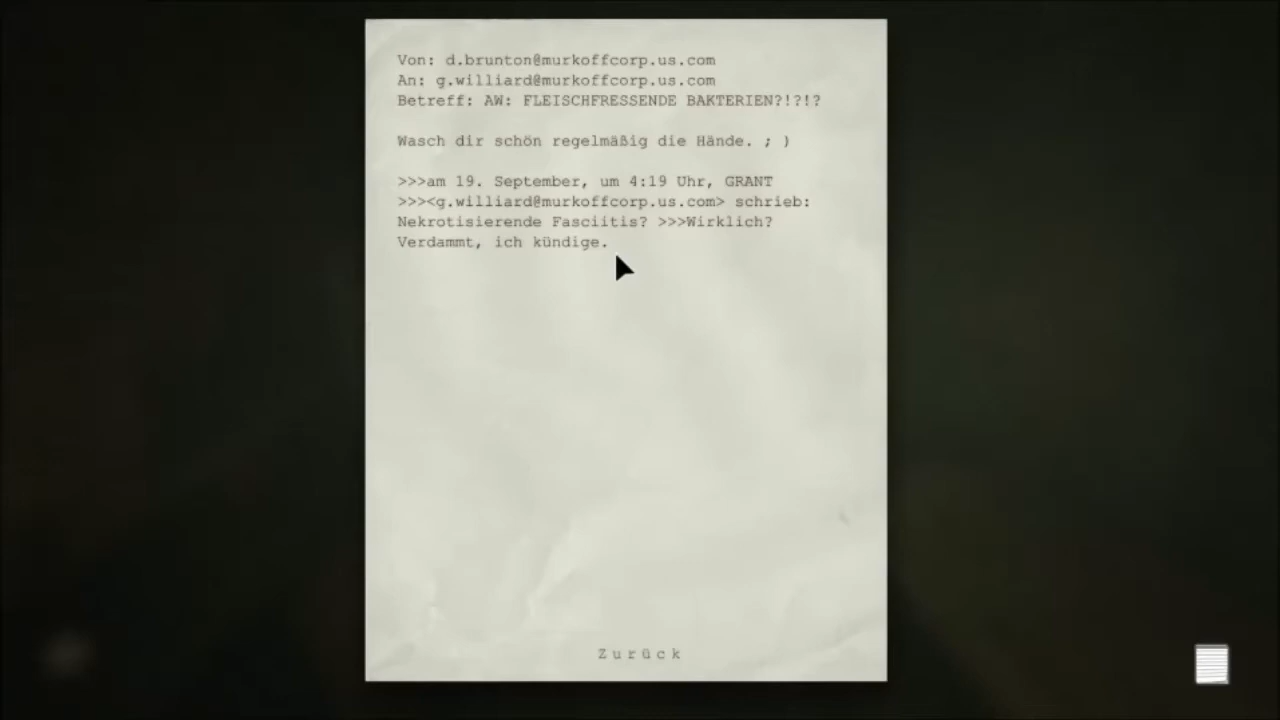 Von: d.brunton@murkoffcorp.us.com
An: g.williard@murkoffcorp.us.com
Betreff: AW: FLEISCHFRESSENDE BAKTERIEN?!?!?
Wasch dir schön regelmäßig die Hände. ; )
>>>am 19. September, um 4:19 Uhr, GRANT
>>><g.williard@murkoffcorp.us.com> schrieb:
Nekrotisierende Fasciitis? >>>Wirklich?
Verdammt, ich kündige.
Zurück